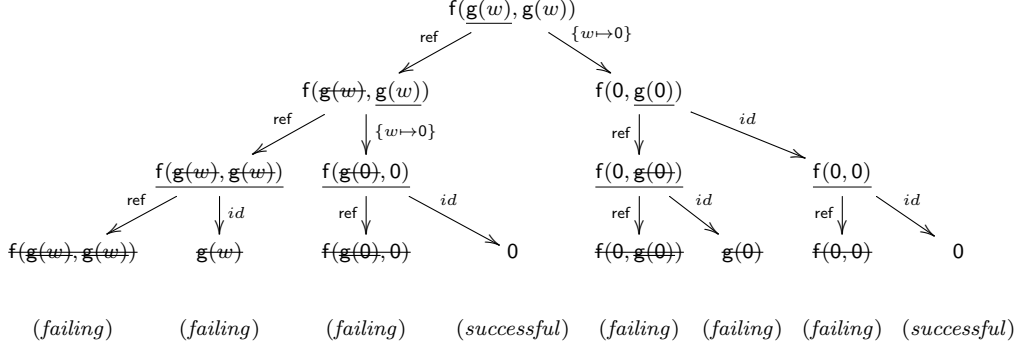 f(g(w), g(w))
ref {w↦0}
f(g(w), g(w)) f(0, g(0))
ref {w↦0} ref id
f(g(w), g(w)) f(g(0), 0) f(0, g(0)) f(0, 0)
ref id ref id ref id ref id
f(g(w), g(w)) g(w) f(g(0), 0) 0 f(0, g(0)) g(0) f(0, 0) 0
(failing) (failing) (failing) (successful) (failing) (failing) (failing) (successful)